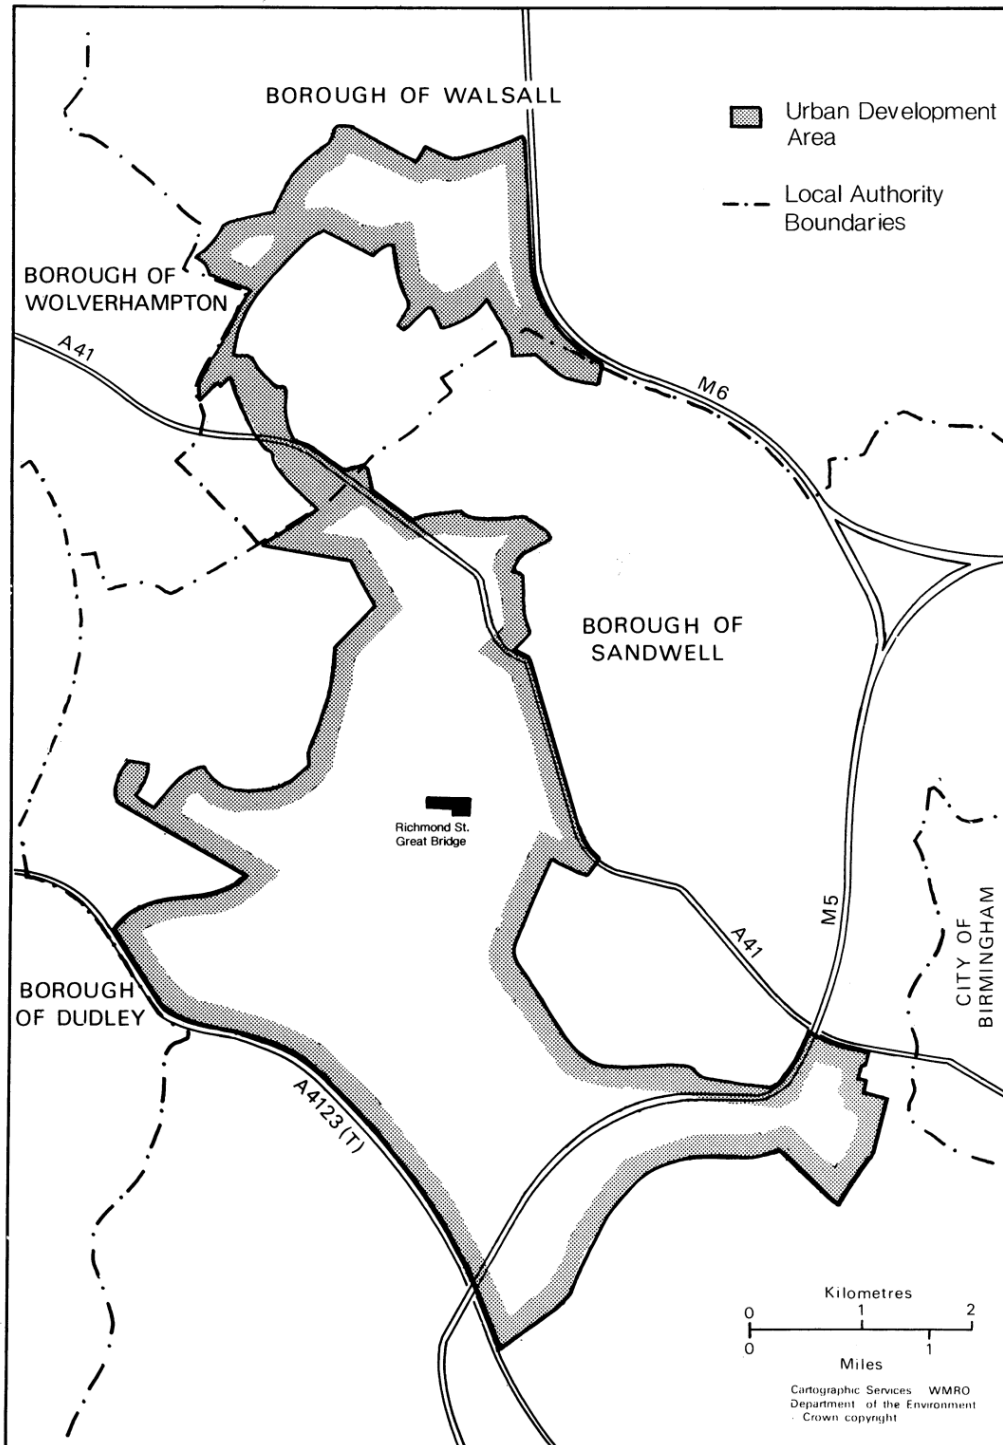 BOROUGH OF WALSALL
Urban Development
Area
Local Authority
Boundaries
BOROUGH OF
WOLVERHAMPTON
A41
M6
BOROUGH OF
SANDWELL
Richmond St.
Great Bridge
M5
A41
CITY OF
BIRMINGHAM
BOROUGH
OF DUDLEY
A4123(T)
Kilometres
0 1 2
0 1
Miles
Cartographic Services WMRO
Department of the Environment
Crown copyright